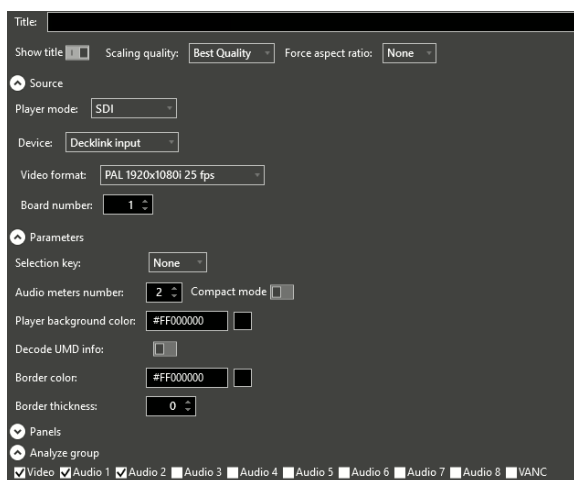 Title:
Show title Scaling quality: Best Quality Force aspect ratio: None
Source
Player mode: SDI
Device: Decklink input
Video format: PAL 1920x1080i 25 fps
Board number: 1
Parameters
Selection key: None
Audio meters number: 2 Compact mode
Player background color: #FF000000
Decode UMD info:
Border color: #FF000000
Border thickness: 0
Panels
Analyze group
Video Audio 1 Audio 2 Audio 3 Audio 4 Audio 5 Audio 6 Audio 7 Audio 8 VANC